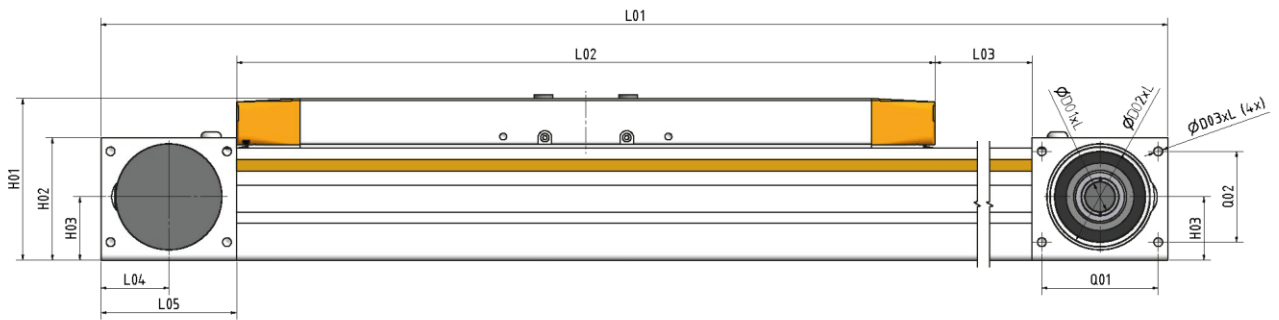 L01
L02
L03
ØD01xL
ØD02xL
ØD03xL (4x)
H01
H02
H03
Q02
H03
L04
Q01
L05